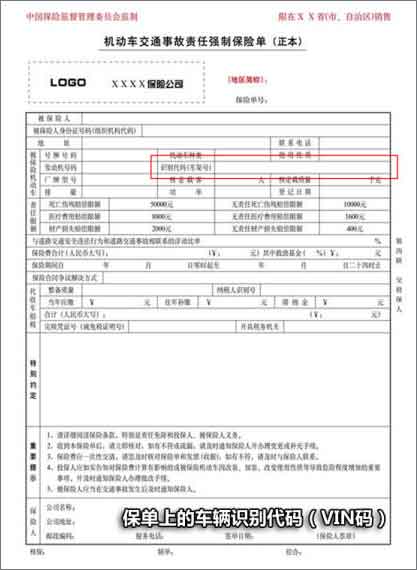 中国保险监督管理委员会监制 附在X X省(市、自治区)销售
机动车交通事故责任强制保险单 (正本)
LOGO X X X X 保险公司
(地区简称):
保险单号:
被 保 险 人
被保险人身份证号码(组织机构代码)
地 址 联 系 电 话
被保险机动车
号 牌 号 码 机动车种类
发动机号码 识别代码(车架号)
厂 牌 型 号 核 定 载 客 人 核 定 载 质 量 千克
排 量 功 率 登 记 日 期
责任限额
死亡伤残赔偿限额 50000元 无责任死亡伤残赔偿限额 10000元
医疗费用赔偿限额 8000元 无责任医疗费用赔偿限额 1600元
财产损失赔偿限额 2000元 无责任财产损失赔偿限额 400元
与道路交通安全违法行为和道路交通事故相联系的浮动比率 %
保险费合计(人民币大写): (¥: 元) 其中救助基金( %) ¥: 元
保险期间自 年 月 日零时起至 年 月 日二十四时止
保险合同争议解决方式
代收车船税
整备质量 纳税人识别号
当年应缴 ¥: 元 往年补缴 ¥: 元 滞 纳 金 ¥: 元
合计(人民币大写): (¥: 元)
完税凭证号(减免税证明号) 开具税务机关
特别约定
重要提示
1. 请详细阅读保险条款,特别是责任免除和投保人、被保险人义务。
2. 收到本保险单后,请立即核对,如有不符或疏漏,请及时通知保险人并办理变更或补充手续。
3. 保险费应一次性交清,请您及时核对保险单和发票(收据),如有不符,请及时与保险人联系。
4. 投保人应如实告知对保险费计算有影响的或被保险机动车因改装、加装、改变使用性质等导致危险程度增加的重要事项,并及时通知保险人办理批改手续。
5. 被保险人应当在交通事故发生后及时通知保险人。
保险人
公司名称:
公司地址:
邮政编码: 服务电话: 签单日期: (保险人签章)
核保: 制单: 经办:
第四联 交投保人
保单上的车辆识别代码(VIN码)